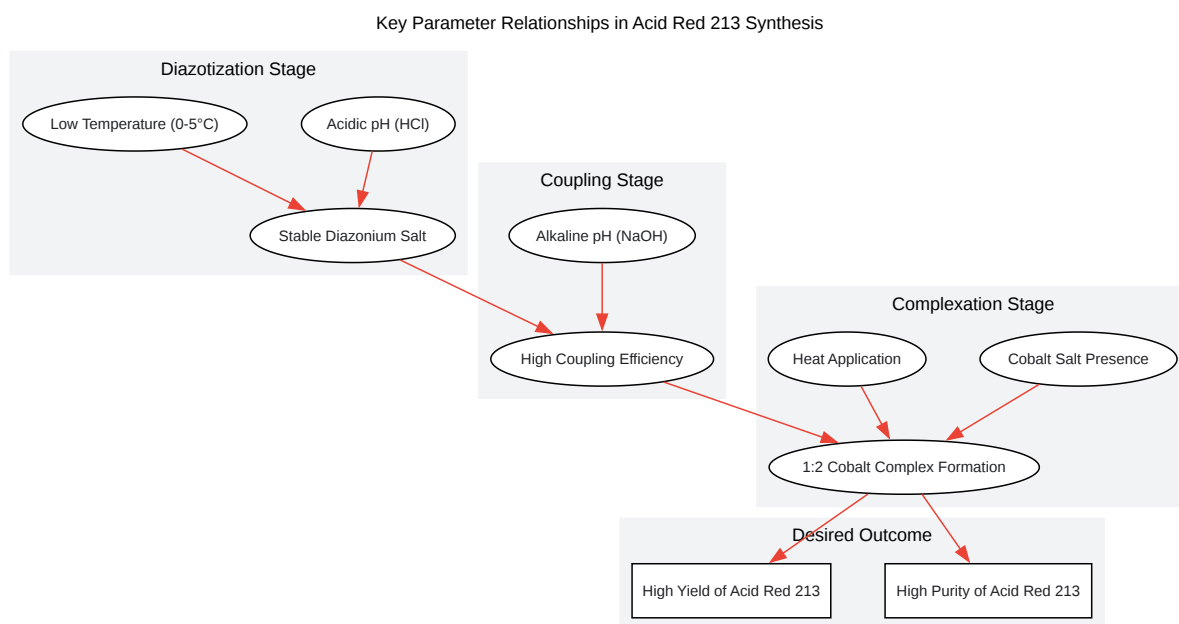 Key Parameter Relationships in Acid Red 213 Synthesis
Diazotization Stage
Low Temperature (0-5°C)
Acidic pH (HCl)
Stable Diazonium Salt
Coupling Stage
Alkaline pH (NaOH)
High Coupling Efficiency
Complexation Stage
Heat Application
Cobalt Salt Presence
1:2 Cobalt Complex Formation
Desired Outcome
High Yield of Acid Red 213
High Purity of Acid Red 213